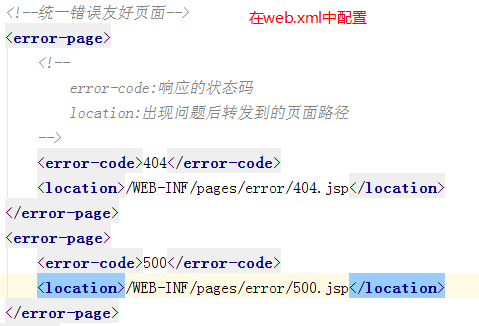 <!--统一错误友好页面-->
在web.xml中配置
<error-page>
<!--
error-code:响应的状态码
location:出现问题后转发到的页面路径
-->
<error-code>404</error-code>
<location>/WEB-INF/pages/error/404.jsp</location>
</error-page>
<error-page>
<error-code>500</error-code>
<location>/WEB-INF/pages/error/500.jsp</location>
</error-page>